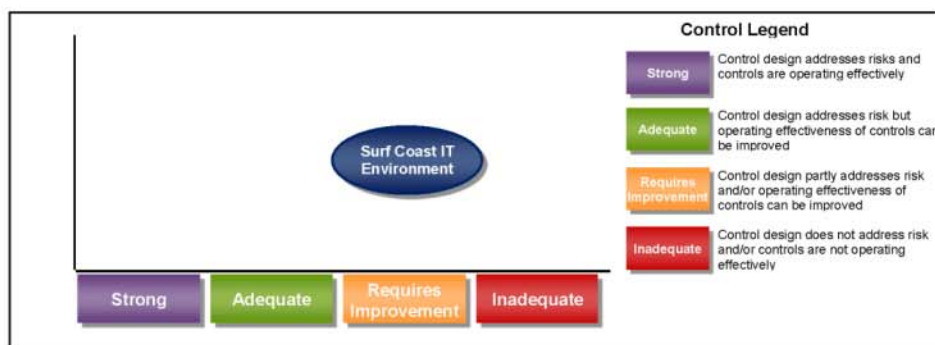 Control Legend
Strong
Control design addresses risks and
controls are operating effectively
Adequate
Control design addresses risk but
operating effectiveness of controls can
be improved
Requires
Improvement
Control design partly addresses risk
and/or operating effectiveness of
controls can be improved
Inadequate
Control design does not address risk
and/or controls are not operating
effectively
Surf Coast IT
Environment
Strong
Adequate
Requires
Improvement
Inadequate